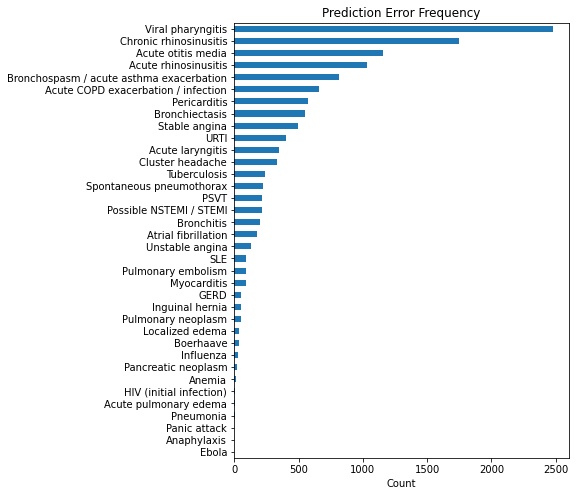 Prediction Error Frequency
Viral pharyngitis
Chronic rhinosinusitis
Acute otitis media
Acute rhinosinusitis
Bronchospasm / acute asthma exacerbation
Acute COPD exacerbation / infection
Pericarditis
Bronchiectasis
Stable angina
URTI
Acute laryngitis
Cluster headache
Tuberculosis
Spontaneous pneumothorax
PSVT
Possible NSTEMI / STEMI
Bronchitis
Atrial fibrillation
Unstable angina
SLE
Pulmonary embolism
Myocarditis
GERD
Inguinal hernia
Pulmonary neoplasm
Localized edema
Boerhaave
Influenza
Pancreatic neoplasm
Anemia
HIV (initial infection)
Acute pulmonary edema
Pneumonia
Panic attack
Anaphylaxis
Ebola
0 500 1000 1500 2000 2500
Count